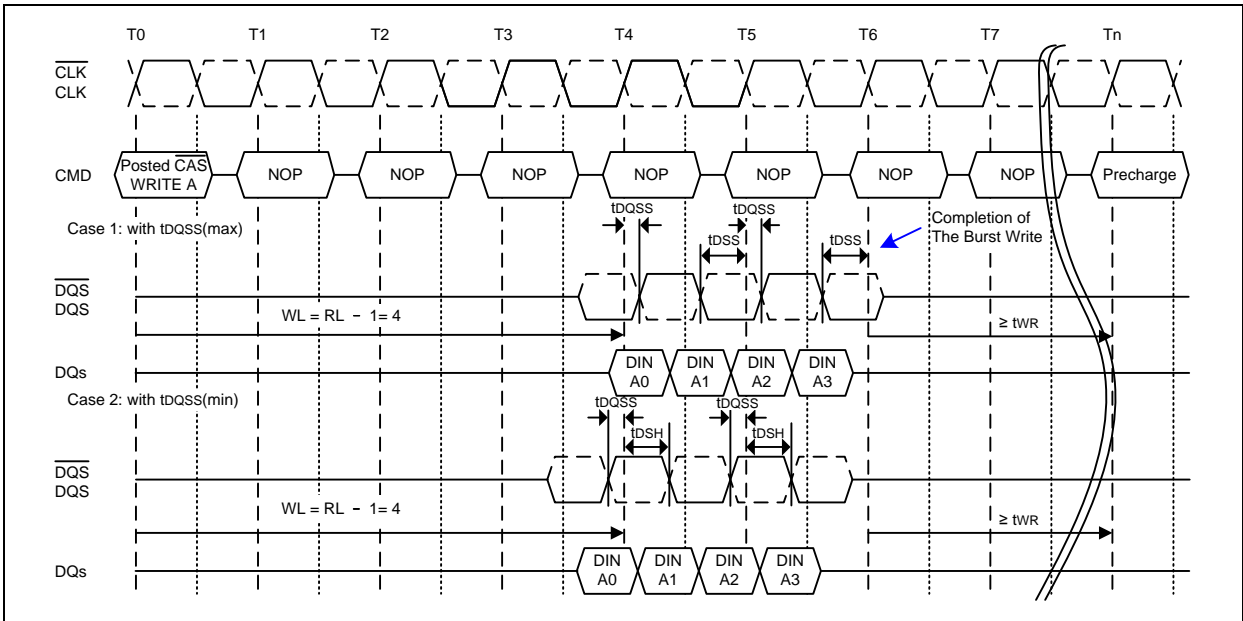 T0 T1 T2 T3 T4 T5 T6 T7 Tn
CLK
CLK
CMD
Posted CAS
WRITE A
NOP NOP NOP NOP NOP NOP NOP Precharge
Case 1: with tDQSS(max)
tDQSS tDQSS
tDSS tDSS
Completion of
The Burst Write
DQS
DQS
WL = RL - 1= 4
≥ tWR
DQs
DIN
A0
DIN
A1
DIN
A2
DIN
A3
Case 2: with tDQSS(min)
tDQSS tDQSS
tDSH tDSH
DQS
DQS
WL = RL - 1= 4
≥ tWR
DQs
DIN
A0
DIN
A1
DIN
A2
DIN
A3